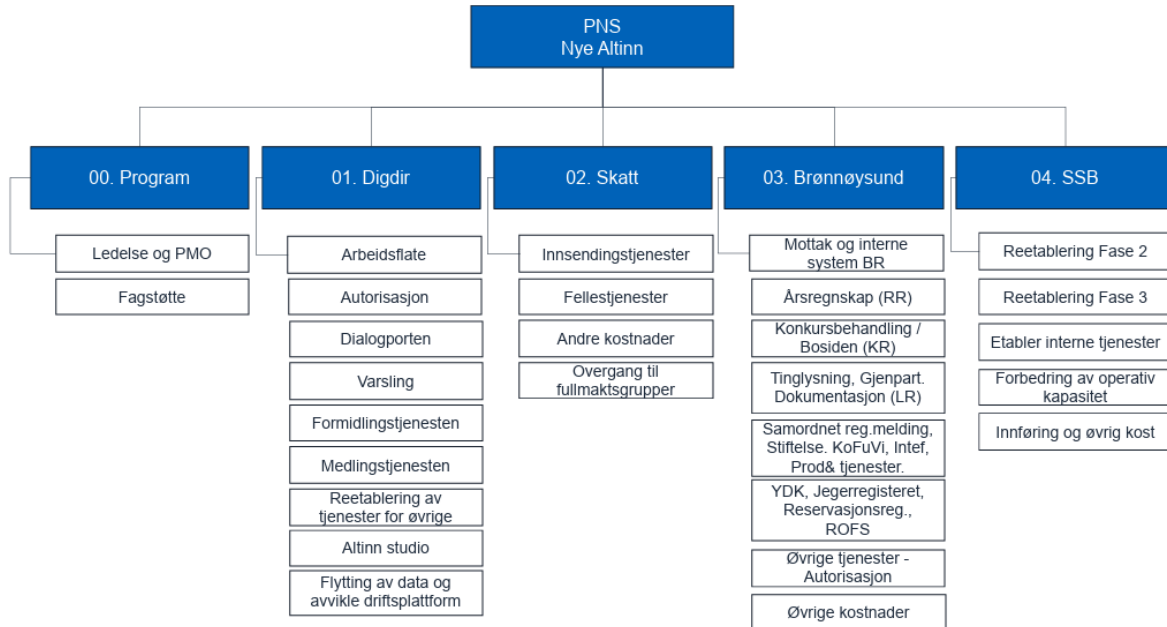 PNS
Nye Altinn
00. Program
01. Digdir
02. Skatt
03. Brønnøysund
04. SSB
Ledelse og PMO
Fagstøtte
Arbeidsflate
Autorisasjon
Dialogporten
Varsling
Formidlingstjenesten
Medlingstjenesten
Reetablering av
tjenester for øvrige
Altinn studio
Flytting av data og
avvikle driftsplattform
Innsendingstjenester
Fellestjenester
Andre kostnader
Overgang til
fullmaktsgrupper
Mottak og interne
system BR
Årsregnskap (RR)
Konkursbehandling /
Bosiden (KR)
Tinglysning, Gjenpart.
Dokumentasjon (LR)
Samordnet reg.melding,
Stiftelse. KoFuVi, Intef,
Prod& tjenester.
YDK, Jegerregisteret,
Reservasjonsreg.,
ROFS
Øvrige tjenester -
Autorisasjon
Øvrige kostnader
Reetablering Fase 2
Reetablering Fase 3
Etabler interne tjenester
Forbedring av operativ
kapasitet
Innføring og øvrig kost